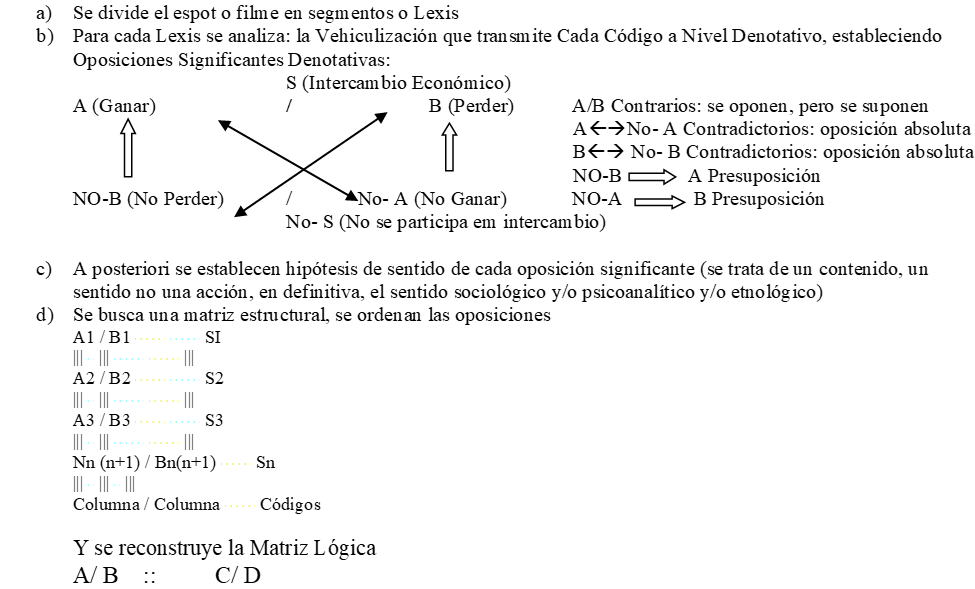 a) Se divide el espot o filme en segmentos o Lexis
b) Para cada Lexis se analiza: la Vehiculización que transmite Cada Código a Nivel Denotativo, estableciendo
Oposiciones Significantes Denotativas:
S (Intercambio Económico)
A (Ganar) / B (Perder) A/B Contrarios: se oponen, pero se suponen
A ←→ No- A Contradictorios: oposición absoluta
B ←→ No- B Contradictorios: oposición absoluta
NO-B ⇒ A Presuposición
NO-B (No Perder) / No- A (No Ganar) NO-A ⇒ B Presuposición
No- S (No se participa em intercambio)
c) A posteriori se establecen hipótesis de sentido de cada oposición significante (se trata de un contenido, un
sentido no una acción, en definitiva, el sentido sociológico y/o psicoanalítico y/o etnológico)
d) Se busca una matriz estructural, se ordenan las oposiciones
A1 / B1 ..... ..... SI
||| .. ||| ..... ..... |||
A2 / B2 ..... ..... S2
||| .. ||| ..... ..... |||
A3 / B3 ..... ..... S3
||| .. ||| ..... ..... |||
Nn (n+1) / Bn(n+1) ..... Sn
||| .. ||| .. |||
Columna / Columna ..... Códigos
Y se reconstruye la Matriz Lógica
A/ B :: C/ D